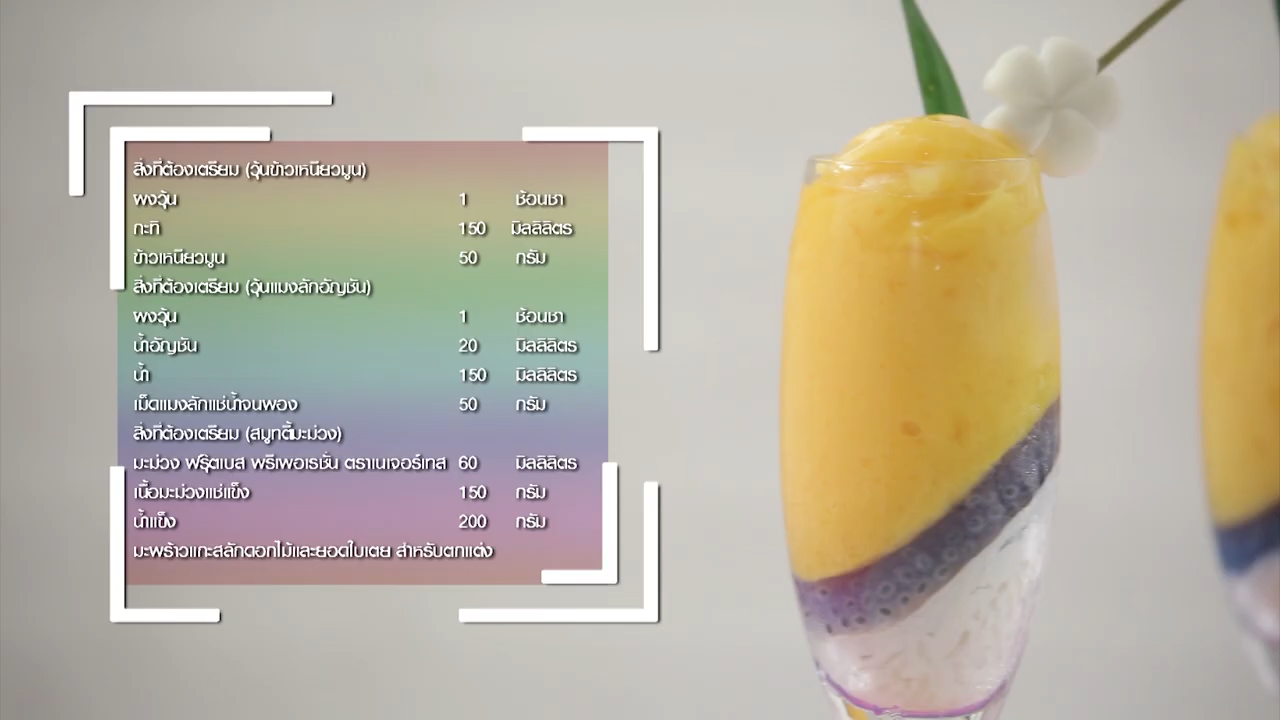 สิ่งที่ต้องเตรียม (วุ้นข้าวเหนียวมูน)
ผงวุ้น 1 ช้อนชา
กะทิ 150 มิลลิลิตร
ข้าวเหนียวมูน 50 กรัม
สิ่งที่ต้องเตรียม (วุ้นแมงลักอัญชัน)
ผงวุ้น 1 ช้อนชา
น้ำอัญชัน 20 มิลลิลิตร
น้ำ 150 มิลลิลิตร
เม็ดแมงลักแช่น้ำจนพอง 50 กรัม
สิ่งที่ต้องเตรียม (สมูทตี้มะม่วง)
มะม่วง ฟรุ๊ตเบส พรีเพอเรชั่น ตราเนเจอร์เทส 60 มิลลิลิตร
เนื้อมะม่วงแช่แข็ง 150 กรัม
น้ำแข็ง 200 กรัม
มะพร้าวแกะสลักดอกไม้และยอดใบเตย สำหรับตกแต่ง